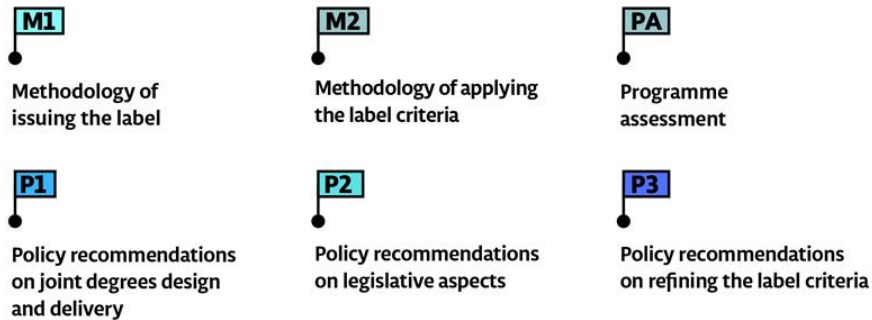 M1
Methodology of
issuing the label
M2
Methodology of applying
the label criteria
PA
Programme
assessment
P1
Policy recommendations
on joint degrees design
and delivery
P2
Policy recommendations
on legislative aspects
P3
Policy recommendations
on refining the label criteria